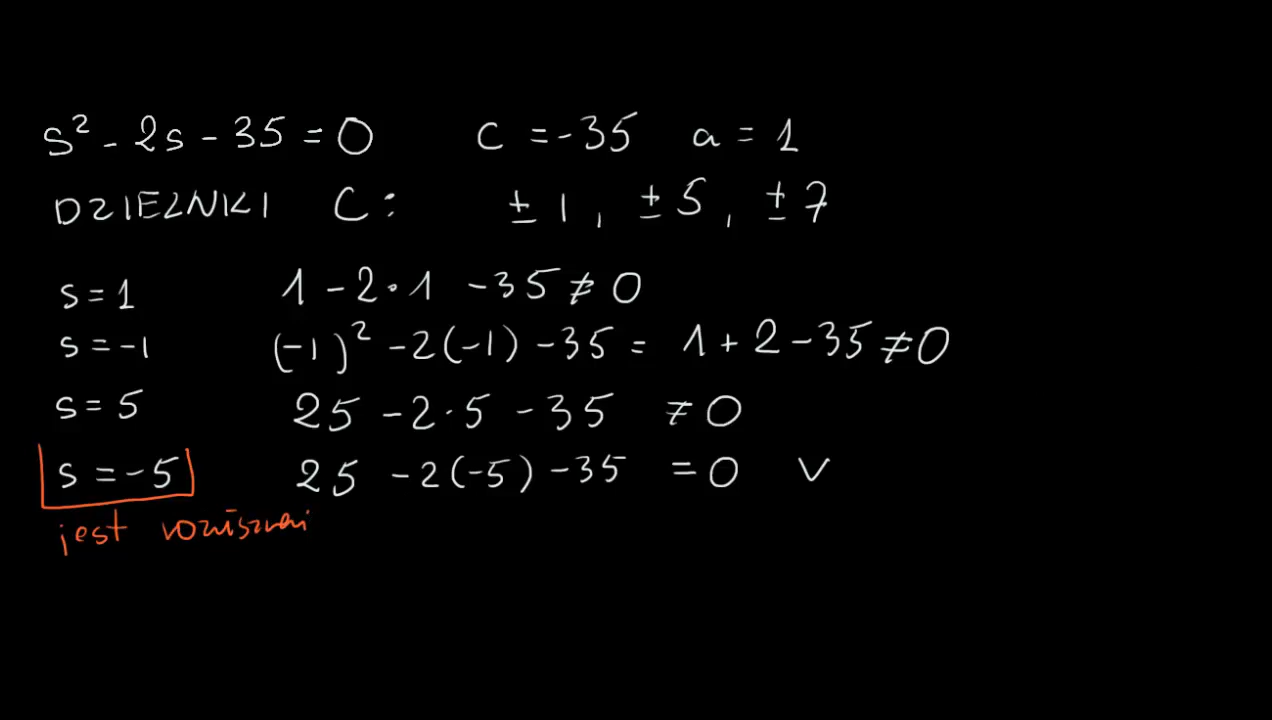 s² - 2s - 35 = 0 c = -35 a = 1
DZIELNIKI C: ± 1, ± 5, ± 7
s = 1 1 - 2 · 1 - 35 ≠ 0
s = -1 (-1)² - 2(-1) - 35 = 1 + 2 - 35 ≠ 0
s = 5 25 - 2 · 5 - 35 ≠ 0
s = -5 25 - 2(-5) - 35 = 0 v
jest